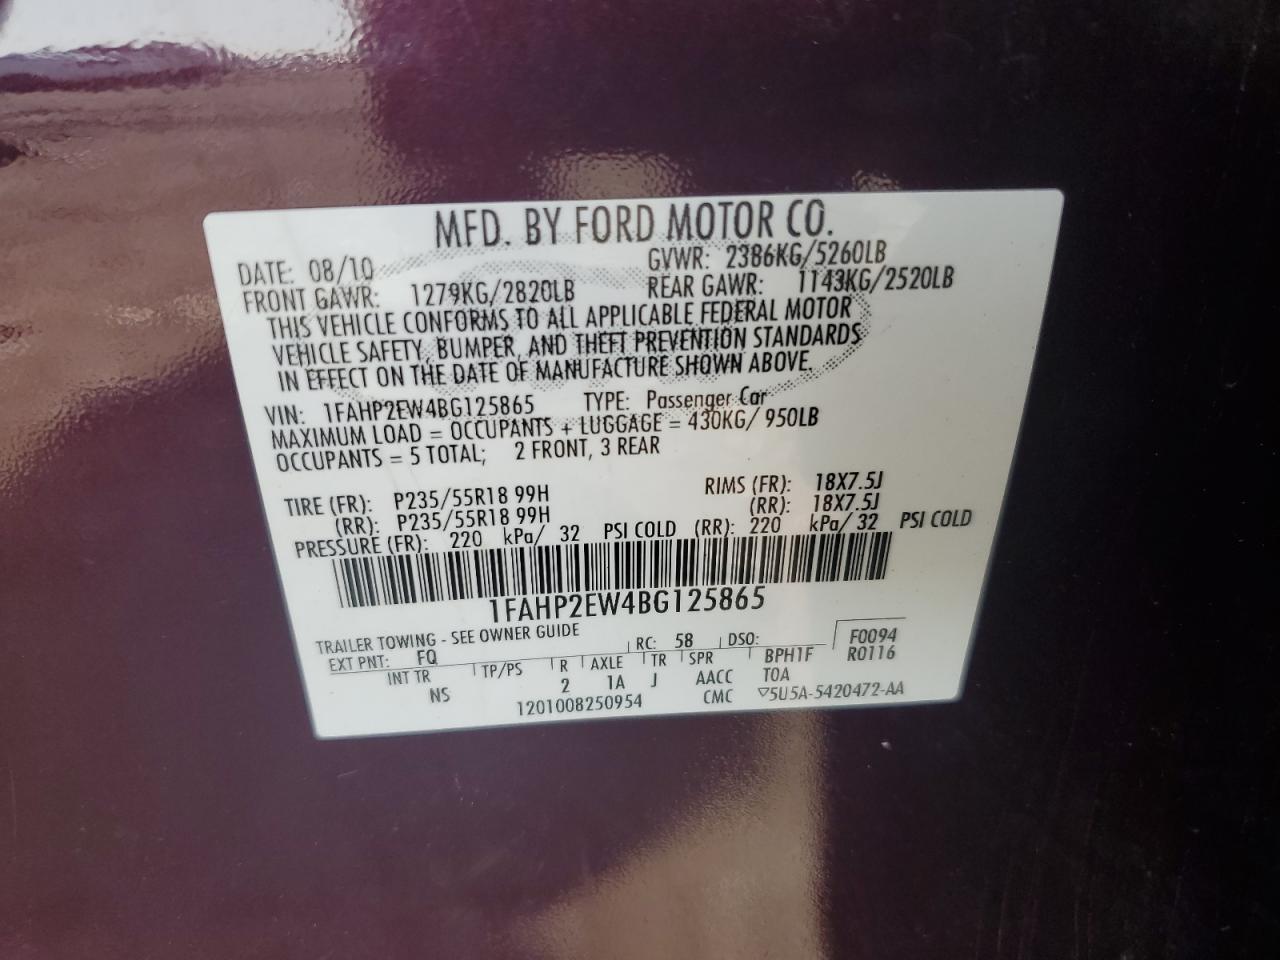 MFD. BY FORD MOTOR CO.
DATE: 08/10 GVWR: 2386KG/5260LB
FRONT GAWR: 1279KG/2820LB REAR GAWR: 1143KG/2520LB
THIS VEHICLE CONFORMS TO ALL APPLICABLE FEDERAL MOTOR
VEHICLE SAFETY, BUMPER, AND THEFT PREVENTION STANDARDS
IN EFFECT ON THE DATE OF MANUFACTURE SHOWN ABOVE.
VIN: 1FAHP2EW4BG125865 TYPE: Passenger Car
MAXIMUM LOAD = OCCUPANTS + LUGGAGE = 430KG/ 950LB
OCCUPANTS = 5 TOTAL; 2 FRONT, 3 REAR
TIRE (FR): P235/55R18 99H RIMS (FR): 18X7.5J
(RR): P235/55R18 99H (RR): 18X7.5J
PRESSURE (FR): 220 kPa/ 32 PSI COLD (RR): 220 kPa/ 32 PSI COLD
1FAHP2EW4BG125865
TRAILER TOWING - SEE OWNER GUIDE
RC: 58 DSO: F0094
EXT PNT: FQ R0116
INT TR TP/PS R AXLE TR SPR BPH1F
NS 2 1A J AACC TOA
1201008250954 CMC ▽5U5A-5420472-AA